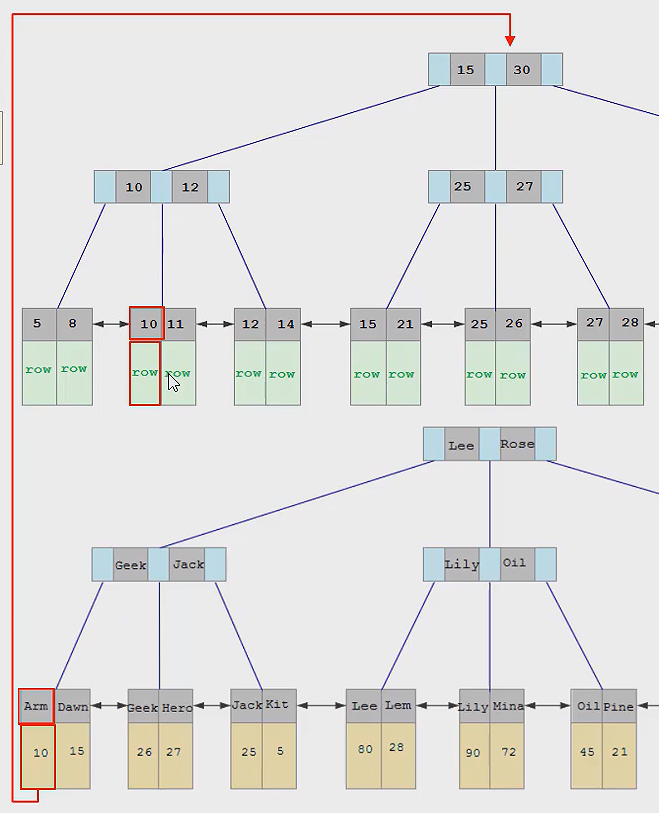 15 30
10 12 25 27
5 8 10 11 12 14 15 21 25 26 27 28
row row row row row row row row row row row row
Lee Rose
Geek Jack Lily Oil
Arm Dawn Geek Hero Jack Kit Lee Lem Lily Mina Oil Pine
10 15 26 27 25 5 80 28 90 72 45 21